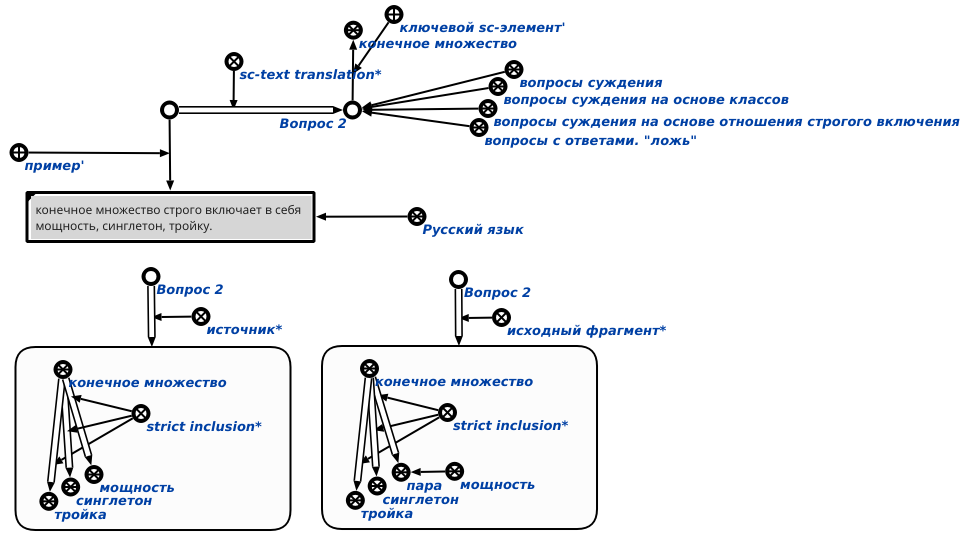 ключевой sc-элемент'
конечное множество
sc-text translation*
вопросы суждения
вопросы суждения на основе классов
Вопрос 2
вопросы суждения на основе отношения строгого включения
вопросы с ответами. "ложь"
пример'
конечное множество строго включает в себя
мощность, синглетон, тройку.
Русский язык
Вопрос 2
источник*
конечное множество
strict inclusion*
мощность
синглетон
тройка
Вопрос 2
исходный фрагмент*
конечное множество
strict inclusion*
пара
мощность
синглетон
тройка